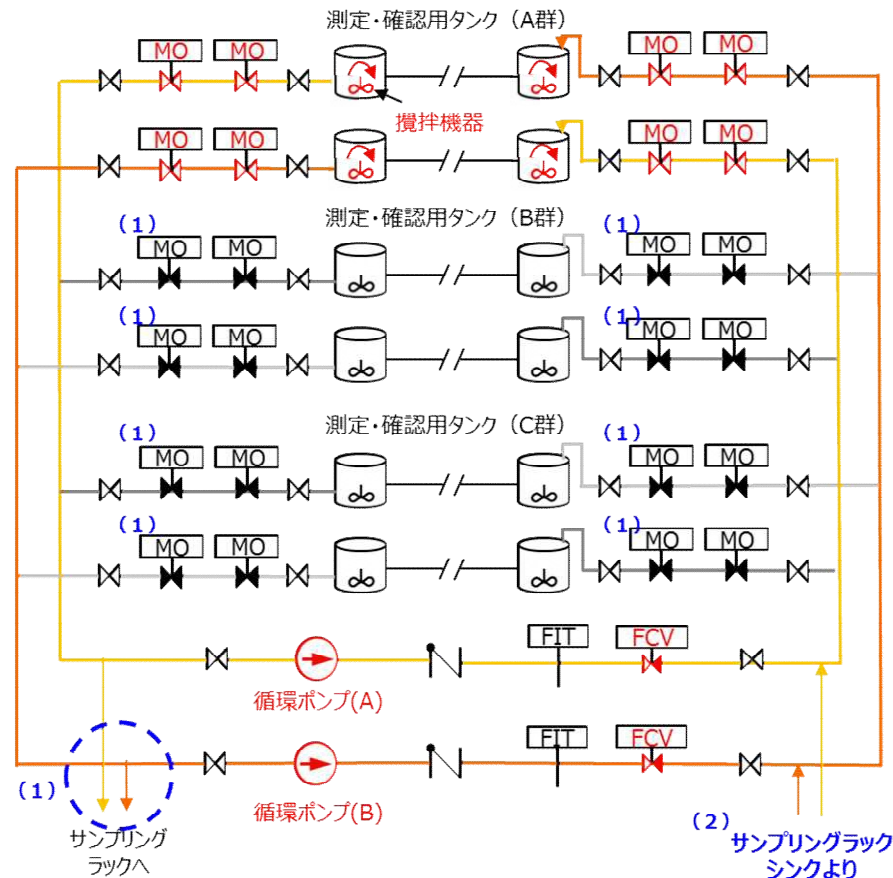 測定・確認用タンク（A群）
MO MO MO MO
攪拌機器
MO MO MO MO
測定・確認用タンク（B群）
（1） （1）
MO MO MO MO
（1） （1）
MO MO MO MO
測定・確認用タンク（C群）
（1） （1）
MO MO MO MO
（1） （1）
MO MO MO MO
FIT FCV
循環ポンプ(A)
FIT FCV
（1）
循環ポンプ(B)
（2）
サンプリング
ラックへ
サンプリングラック
シンクより